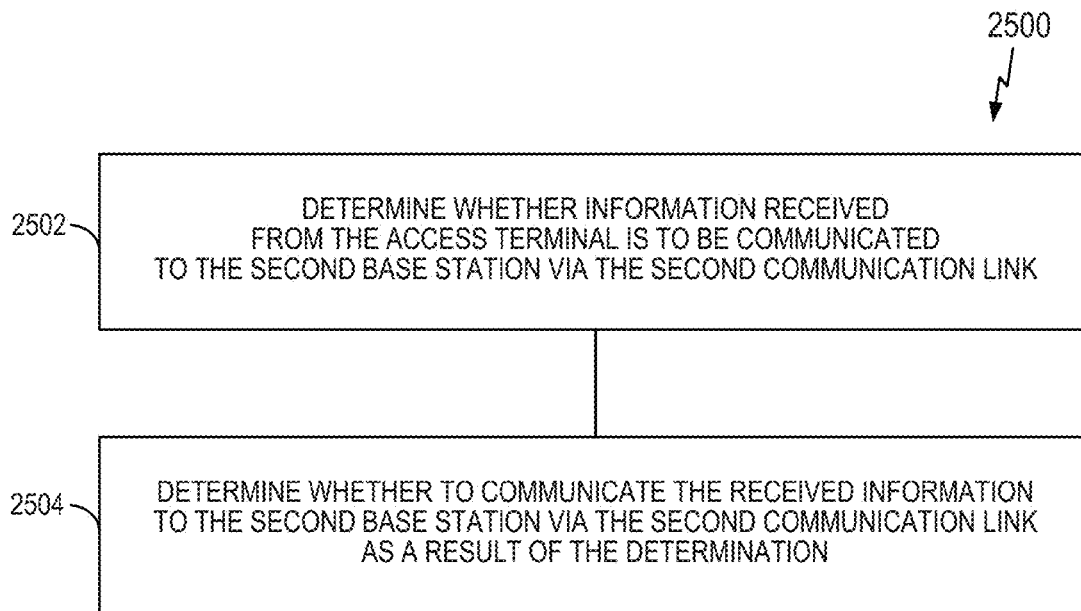 2500
2502
DETERMINE WHETHER INFORMATION RECEIVED
FROM THE ACCESS TERMINAL IS TO BE COMMUNICATED
TO THE SECOND BASE STATION VIA THE SECOND COMMUNICATION LINK
2504
DETERMINE WHETHER TO COMMUNICATE THE RECEIVED INFORMATION
TO THE SECOND BASE STATION VIA THE SECOND COMMUNICATION LINK
AS A RESULT OF THE DETERMINATION